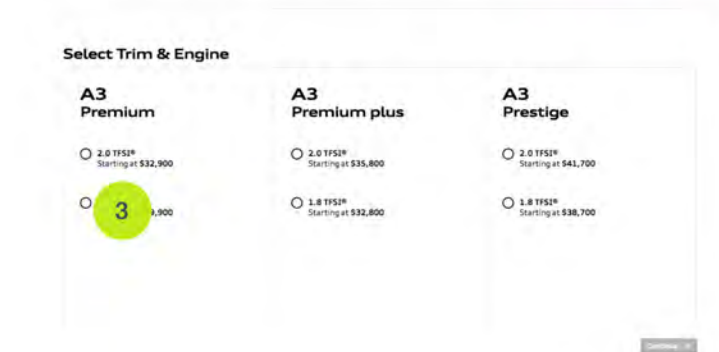 Select Trim & Engine
A3
Premium
2.0 TFSI®
Starting at $32,900
3
,900
A3
Premium plus
2.0 TFSI®
Starting at $35,800
1.8 TFSI®
Starting at $32,800
A3
Prestige
2.0 TFSI®
Starting at $41,700
1.8 TFSI®
Starting at $38,700
Continue